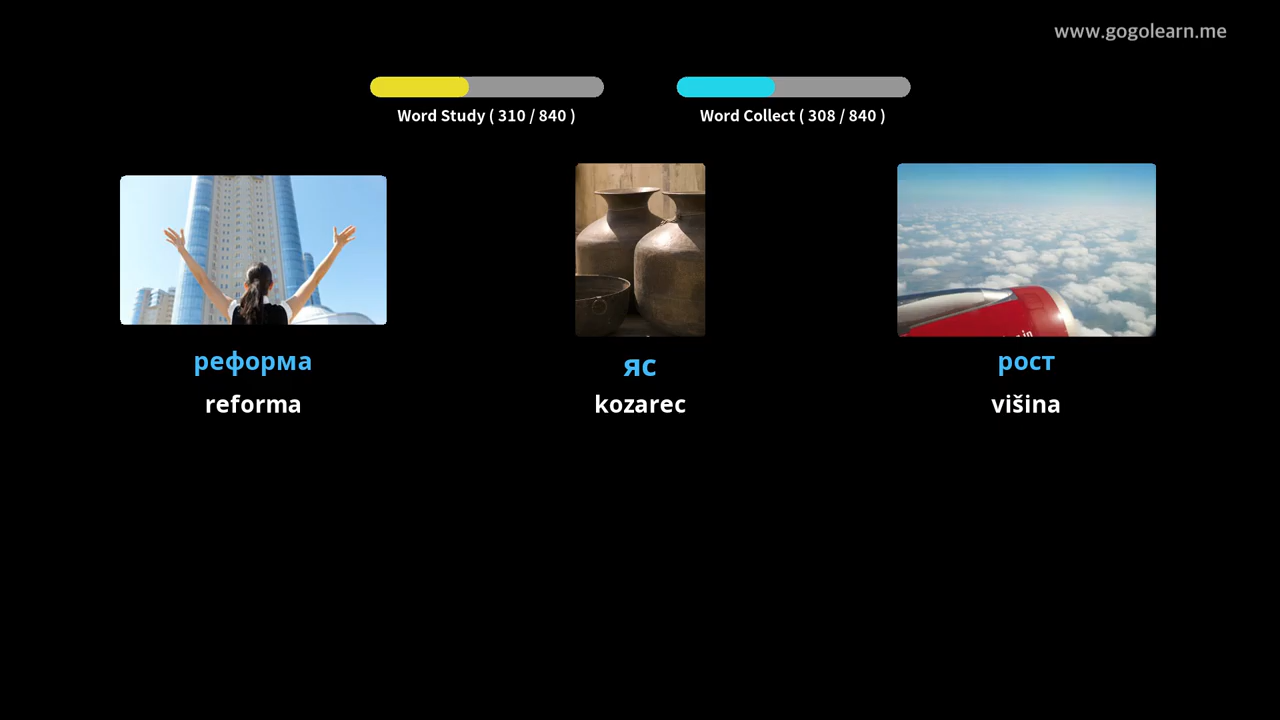 www.gogolearn.me
Word Study ( 310 / 840 )
Word Collect ( 308 / 840 )
реформа
яс
рост
reforma
kozarec
višina